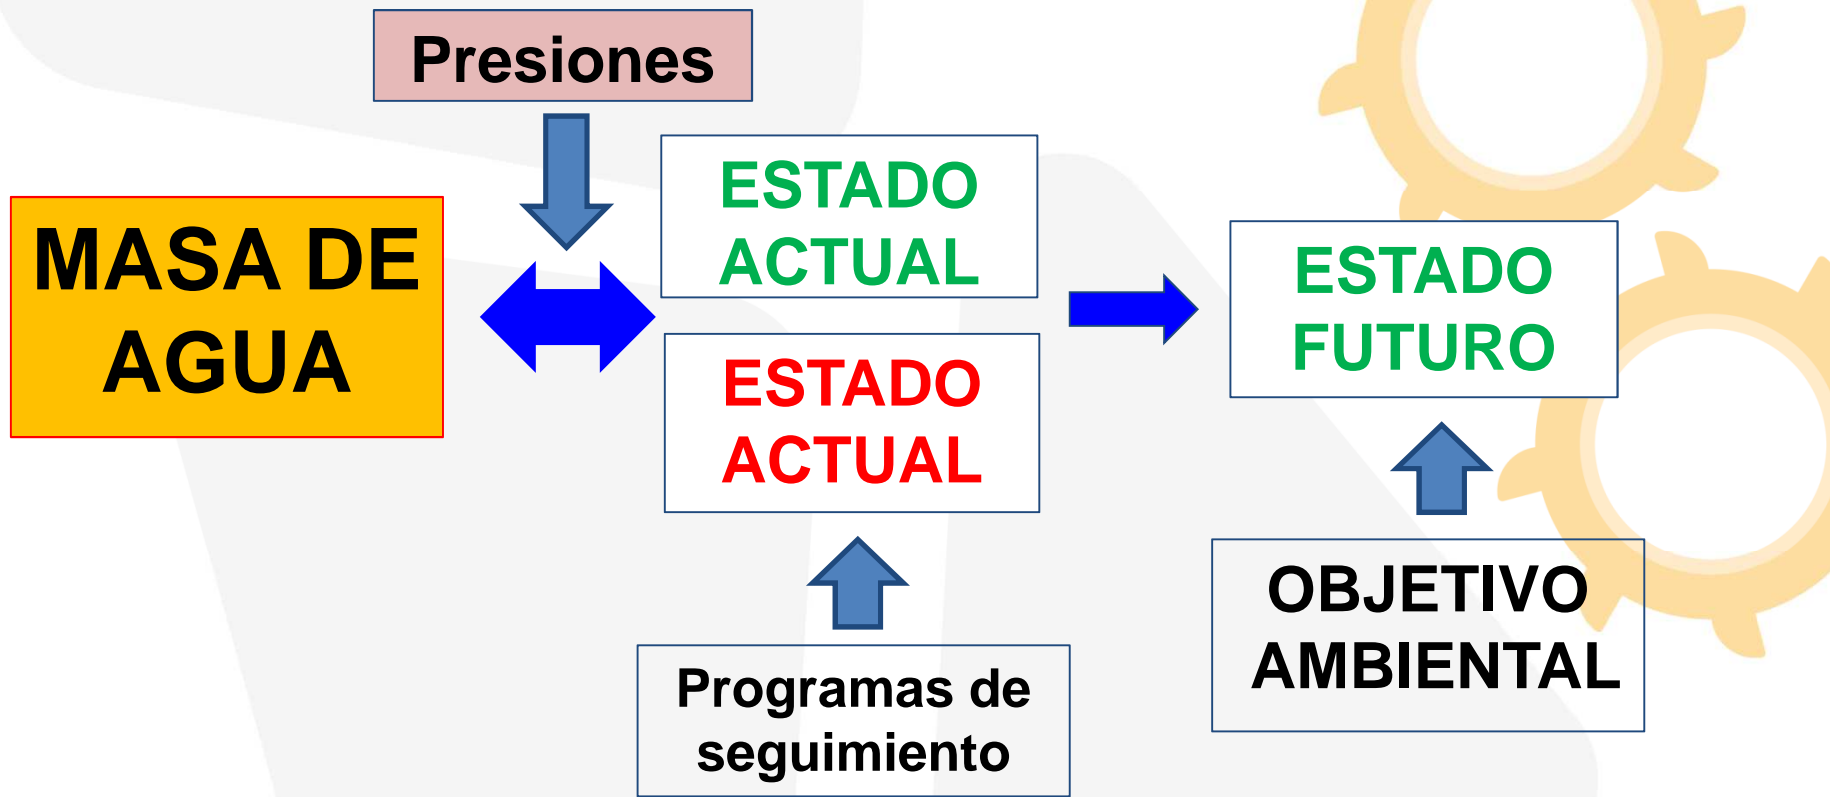 Presiones
MASA DE
AGUA
ESTADO
ACTUAL
ESTADO
ACTUAL
Programas de
seguimiento
ESTADO
FUTURO
OBJETIVO
AMBIENTAL